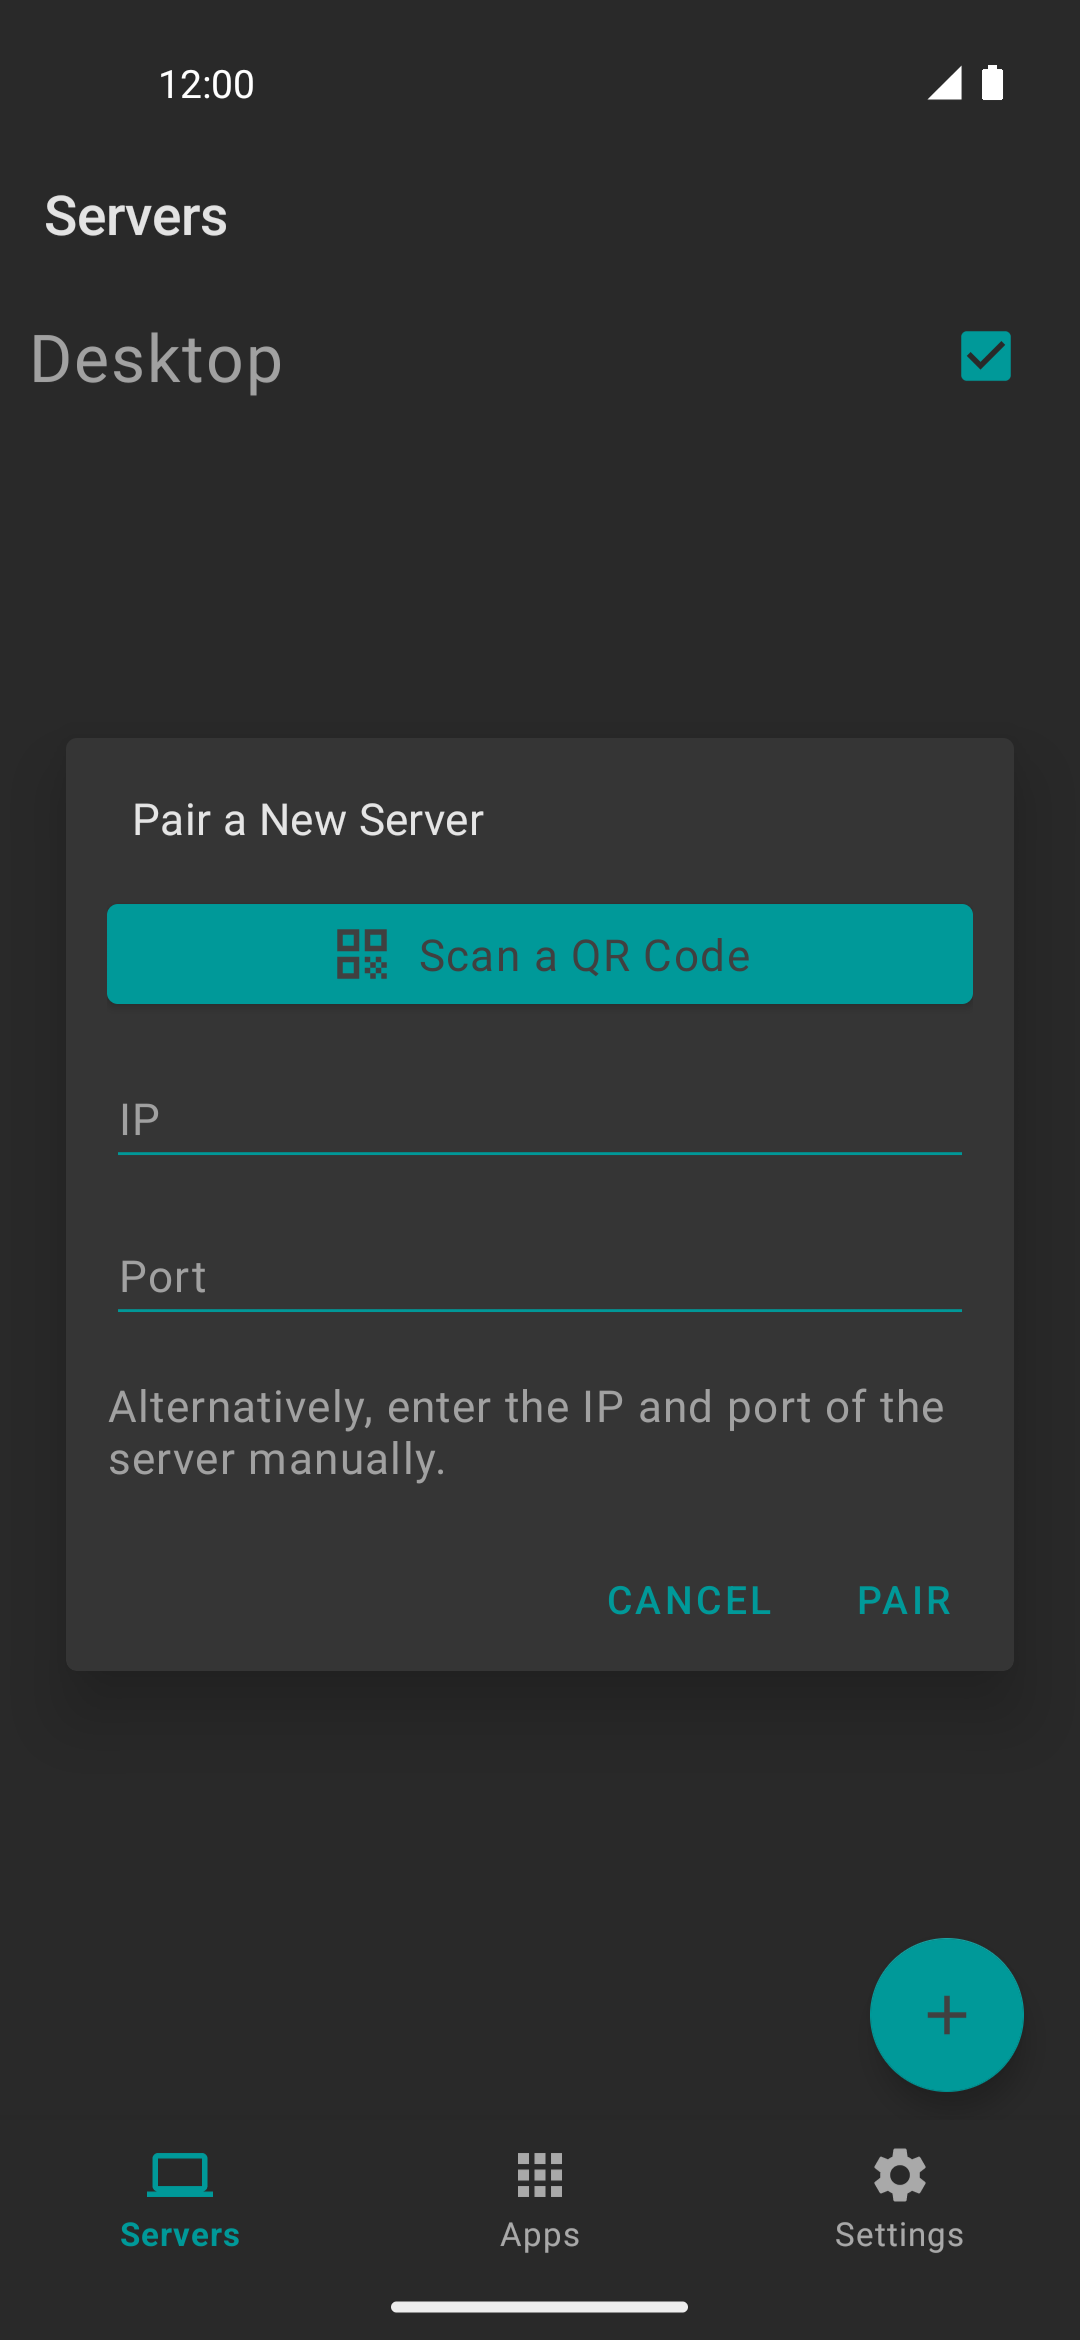 12:00
Servers
Desktop
Pair a New Server
Scan a QR Code
IP
Port
Alternatively, enter the IP and port of the
server manually.
CANCEL PAIR
Servers Apps Settings